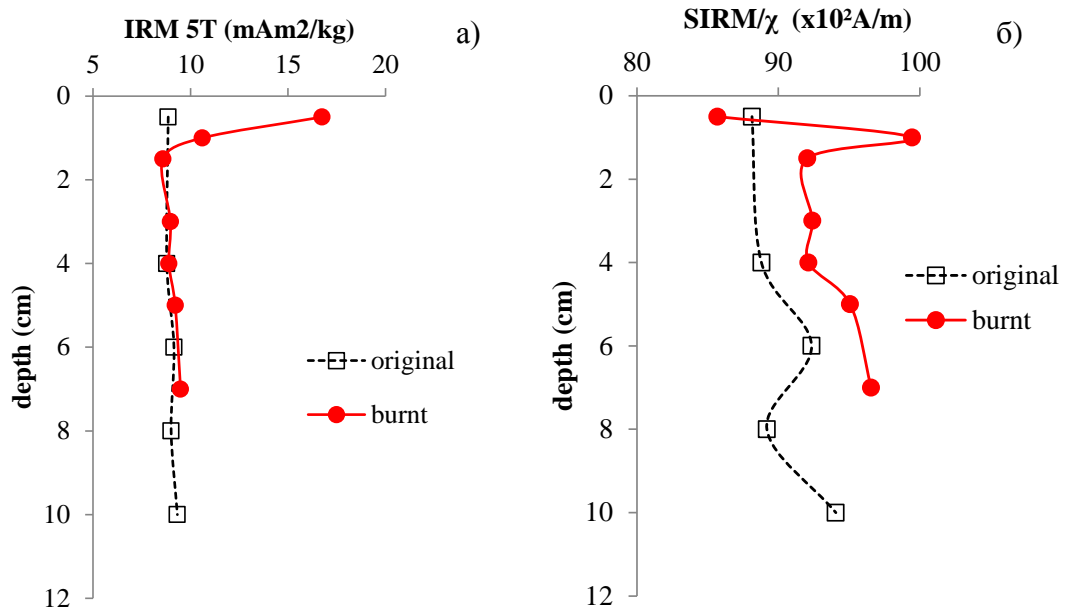 IRM 5T (mAm2/kg)
а)
5 10 15 20
0
2
4
6
8
10
12
depth (cm)
original
burnt
SIRM/χ (x10²A/m)
б)
80 90 100
0
2
4
6
8
10
12
depth (cm)
original
burnt